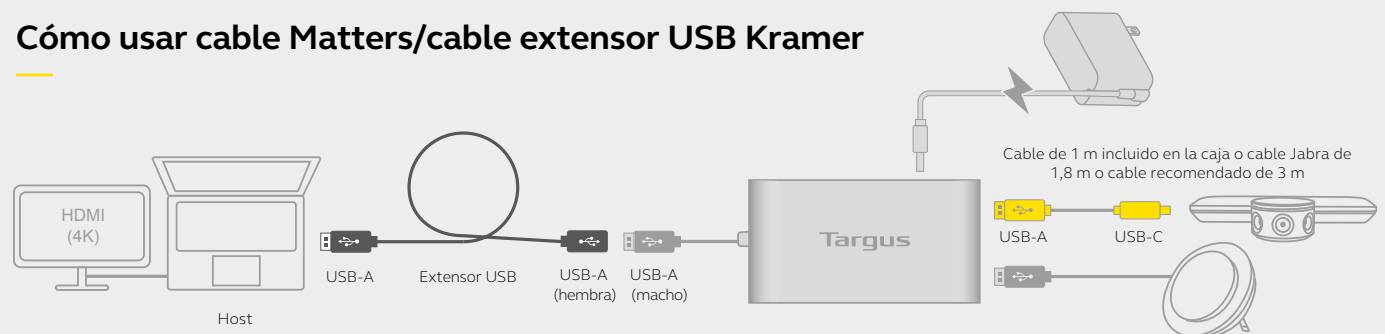 Cómo usar cable Matters/cable extensor USB Kramer
Cable de 1 m incluido en la caja o cable Jabra de
1,8 m o cable recomendado de 3 m
HDMI
(4K)
Targus
USB-A
USB-C
USB-A
Extensor USB
USB-A
(hembra)
USB-A
(macho)
Host